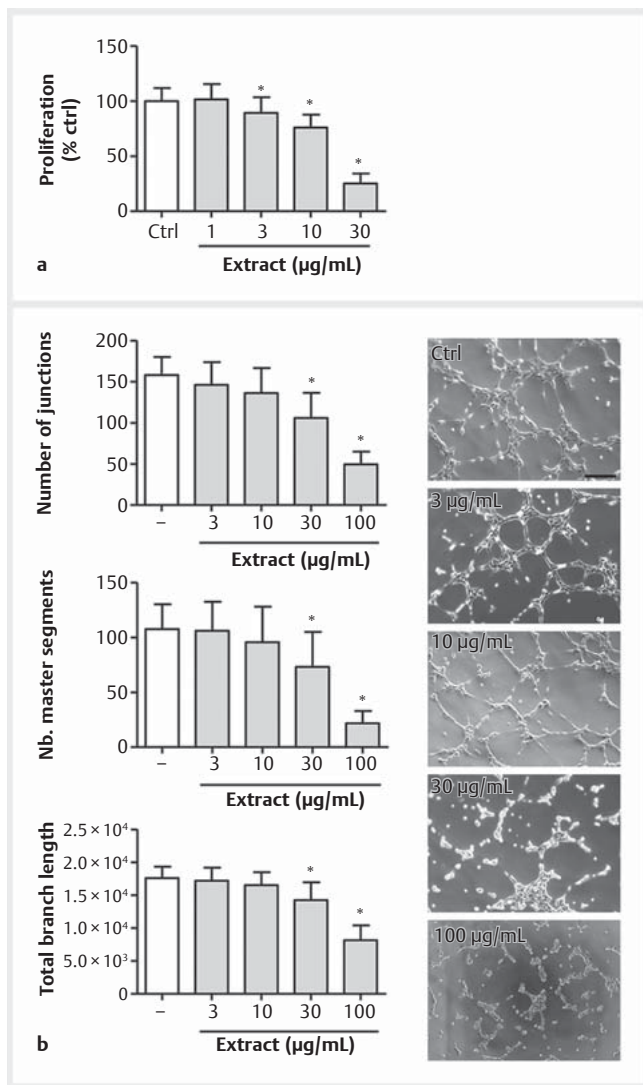 150
100
50
0
Proliferation
(% ctrl)
* * *
Ctrl 1 3 10 30
Extract (µg/mL)
a
200
150
100
50
0
Number of junctions
* *
– 3 10 30 100
Extract (µg/mL)
150
100
50
0
Nb. master segments
* *
– 3 10 30 100
Extract (µg/mL)
2.5 × 10⁴
2.0 × 10⁴
1.5 × 10⁴
1.0 × 10⁴
5.0 × 10³
0
Total branch length
* *
– 3 10 30 100
Extract (µg/mL)
b
Ctrl
3 µg/mL
10 µg/mL
30 µg/mL
100 µg/mL